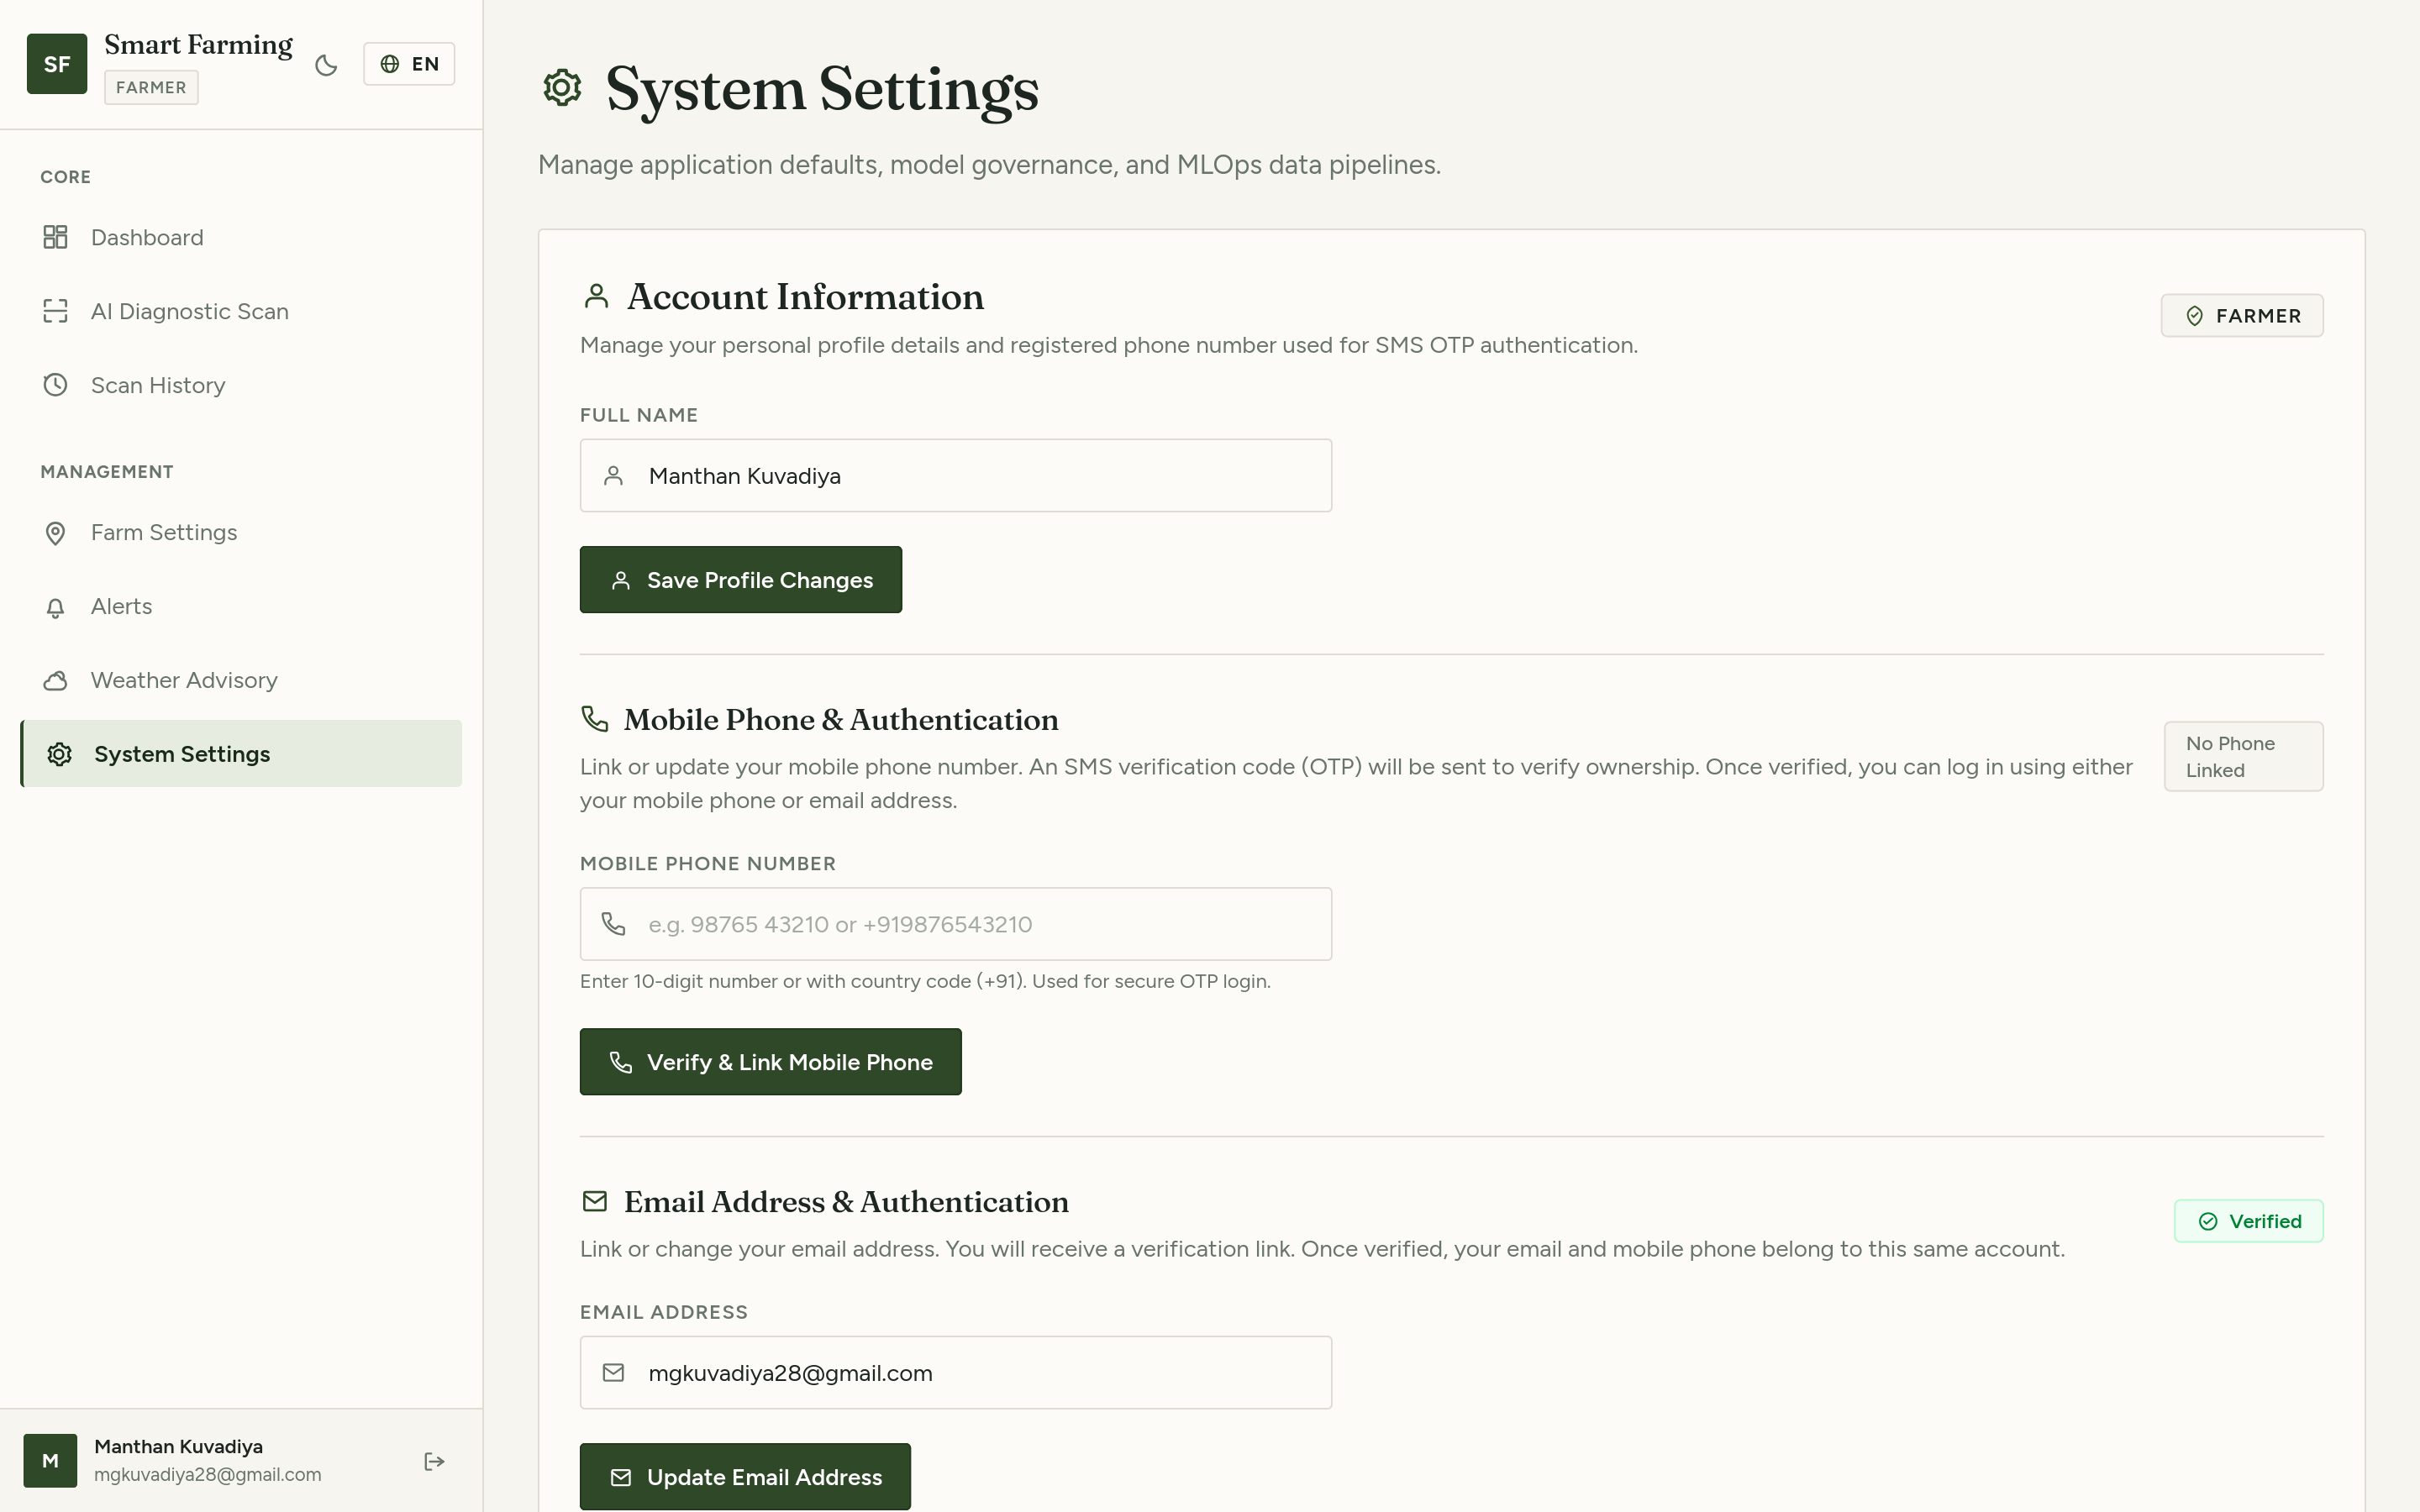 SF
Smart Farming
FARMER
EN
CORE
Dashboard
AI Diagnostic Scan
Scan History
MANAGEMENT
Farm Settings
Alerts
Weather Advisory
System Settings
M
Manthan Kuvadiya
mgkuvadiya28@gmail.com
System Settings
Manage application defaults, model governance, and MLOps data pipelines.
Account Information
Manage your personal profile details and registered phone number used for SMS OTP authentication.
FARMER
FULL NAME
Manthan Kuvadiya
Save Profile Changes
Mobile Phone & Authentication
Link or update your mobile phone number. An SMS verification code (OTP) will be sent to verify ownership. Once verified, you can log in using either
your mobile phone or email address.
No Phone
Linked
MOBILE PHONE NUMBER
e.g. 98765 43210 or +919876543210
Enter 10-digit number or with country code (+91). Used for secure OTP login.
Verify & Link Mobile Phone
Email Address & Authentication
Link or change your email address. You will receive a verification link. Once verified, your email and mobile phone belong to this same account.
Verified
EMAIL ADDRESS
mgkuvadiya28@gmail.com
Update Email Address